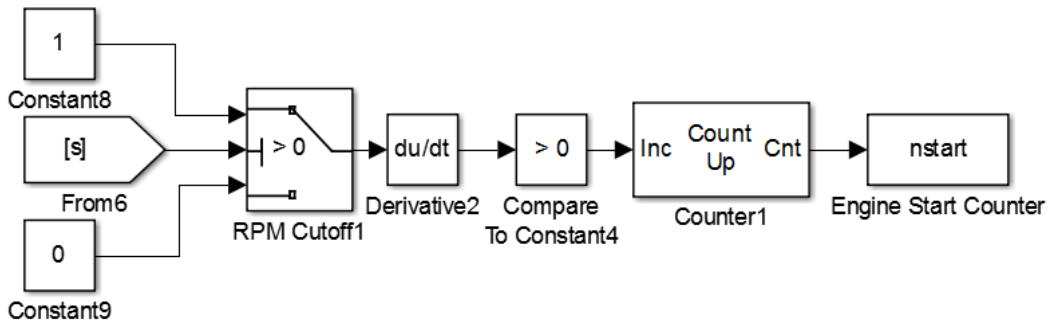 1
Constant8
[s]
From6
0
Constant9
> 0
RPM Cutoff1
du/dt
Derivative2
> 0
Compare
To Constant4
Inc Count Up Cnt
Counter1
nstart
Engine Start Counter